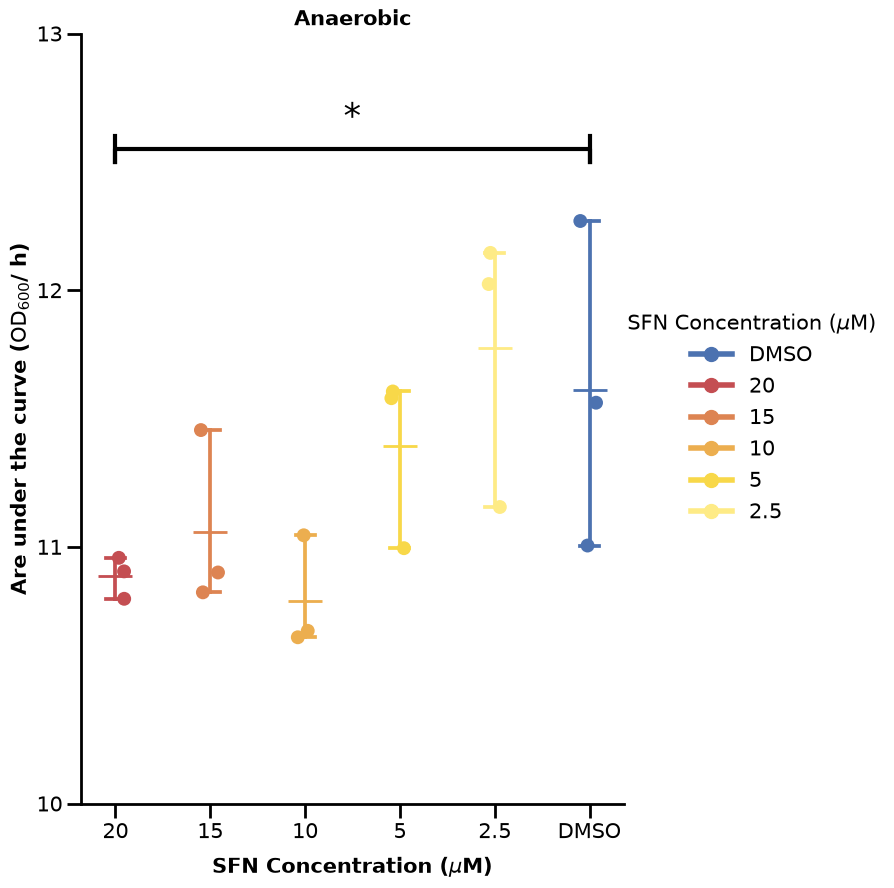 Anaerobic
13
*
12
11
10
Are under the curve (OD₆₀₀/ h)
20 15 10 5 2.5 DMSO
SFN Concentration (μM)
SFN Concentration (μM)
DMSO
20
15
10
5
2.5